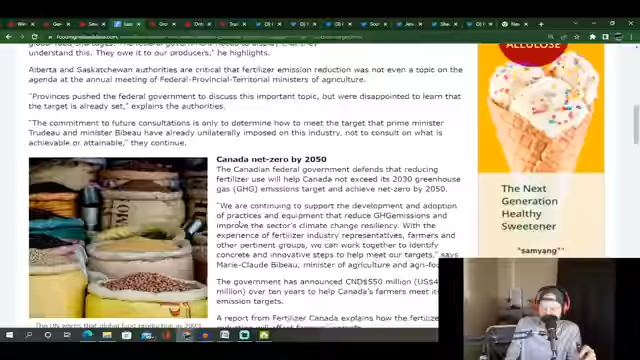 understand this. They owe it to our producers," he highlights.
Alberta and Saskatchewan authorities are critical that fertilizer emission reduction was not even a topic on the
agenda at the annual meeting of Federal-Provincial-Territorial ministers of agriculture.
"Provinces pushed the federal government to discuss this important topic, but were disappointed to learn that
the target is already set," explains the authorities.
"The commitment to future consultations is only to determine how to meet the target that prime minister
Trudeau and minister Bibeau have already unilaterally imposed on this industry, not to consult on what is
achievable or attainable," they continue.
Canada net-zero by 2050
The Canadian federal government defends that reducing
fertilizer use will help Canada not exceed its 2030 greenhouse
gas (GHG) emissions target and achieve net-zero by 2050.
"We are continuing to support the development and adoption
of practices and equipment that reduce GHGemissions and
improve the sector's climate change resiliency. With the
experience of fertilizer industry representatives, farmers and
other pertinent groups, we can work together to identify
concrete and innovative steps to help meet our targets," says
Marie-Claude Bibeau, minister of agriculture and
The government has announced CND$550 million (US$4
million) over ten years to help Canada's farmers meet
emission targets.
A report from Fertilizer Canada explains how the fertilize
The UN warns that global food production in 2023
ALLULOSE
The Next
Generation
Healthy
Sweetener
"samyang"